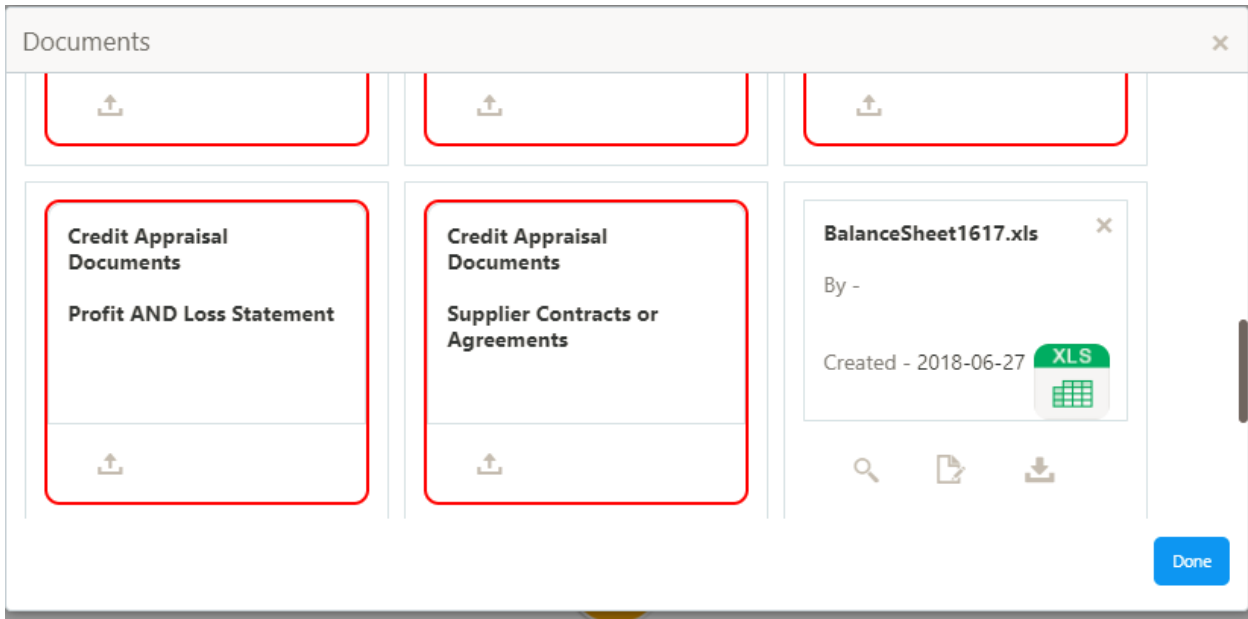 Documents
Credit Appraisal
Documents
Profit AND Loss Statement
Credit Appraisal
Documents
Supplier Contracts or
Agreements
BalanceSheet1617.xls
By -
Created - 2018-06-27
XLS
Done